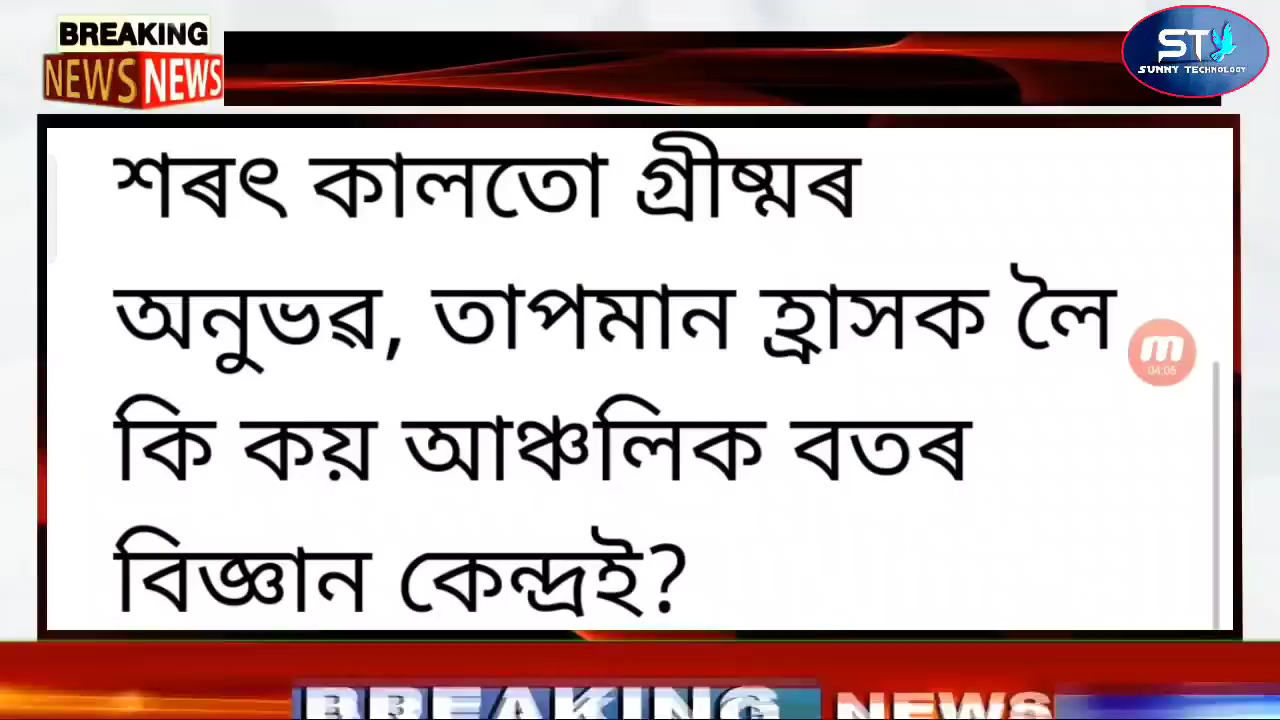 BREAKING
NEWS NEWS
STY
SUNNY TECHNOLOGY
শৰৎ কালতো গ্ৰীষ্মৰ
অনুভৱ, তাপমান হ্ৰাসক লৈ
04:05
কি কয় আঞ্চলিক বতৰ
বিজ্ঞান কেন্দ্ৰই?
BREAKING NEWS